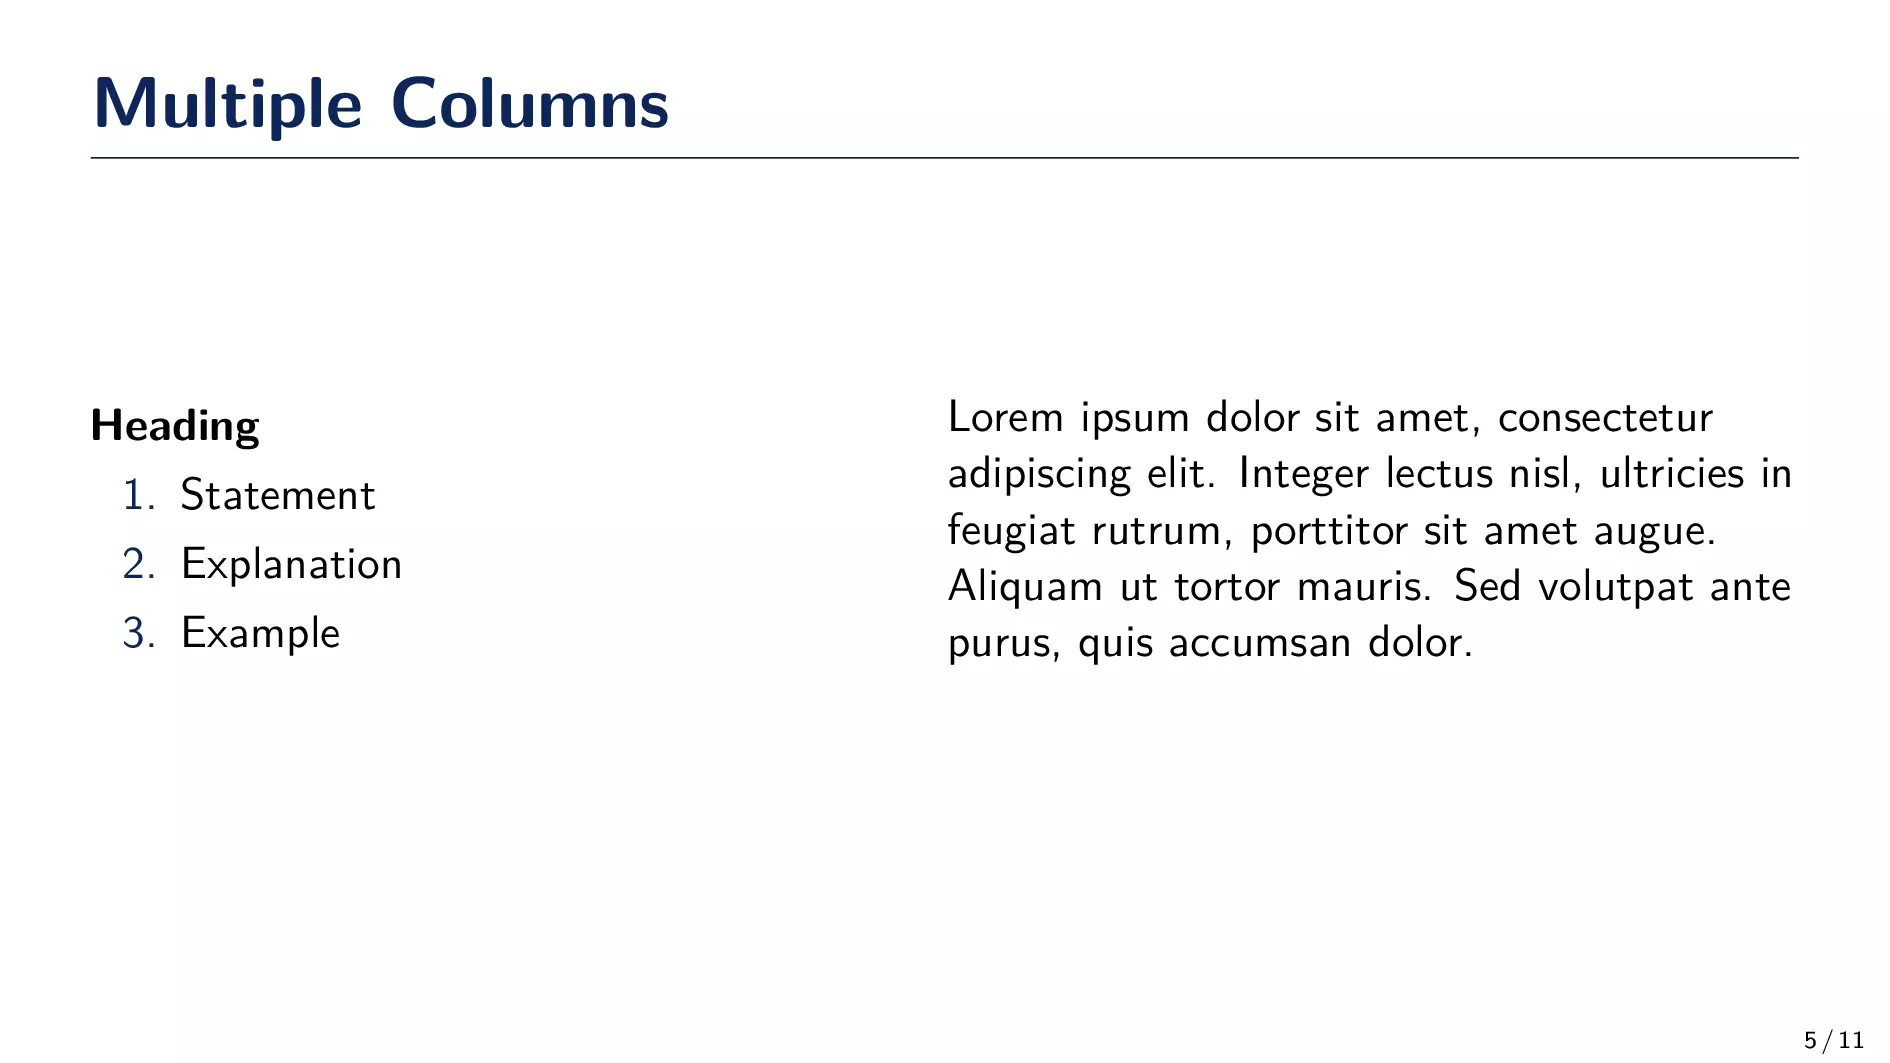 Multiple Columns
Heading
1. Statement
2. Explanation
3. Example
Lorem ipsum dolor sit amet, consectetur
adipiscing elit. Integer lectus nisl, ultricies in
feugiat rutrum, porttitor sit amet augue.
Aliquam ut tortor mauris. Sed volutpat ante
purus, quis accumsan dolor.
5 / 11